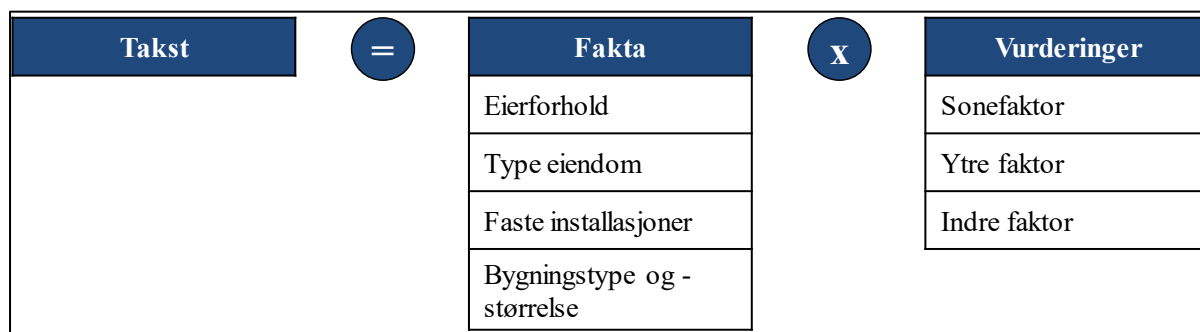 Takst = Fakta x Vurderinger
Eierforhold Sonefaktor
Type eiendom Ytre faktor
Faste installasjoner Indre faktor
Bygningstype og -
størrelse